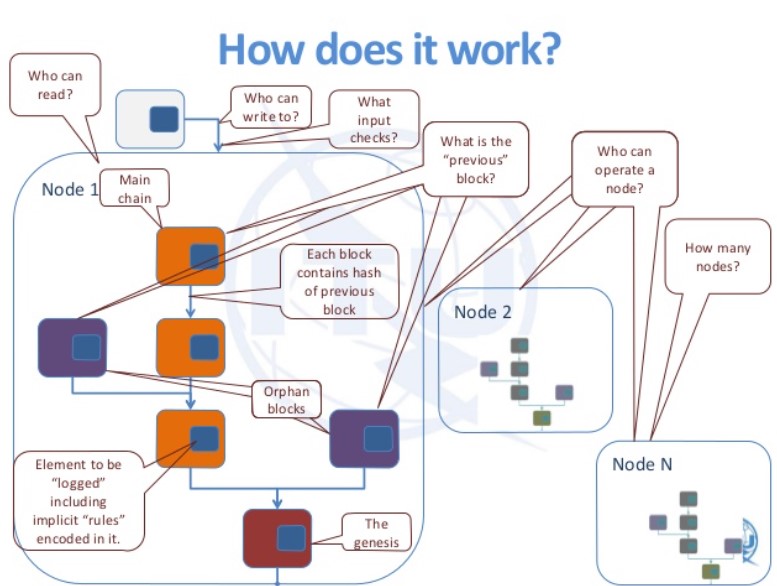 How does it work?
Who can
read?
Who can
write to?
What
input
checks?
What is the
"previous"
block?
Who can
operate a
node?
How many
nodes?
Node 1
Main
chain
Each block
contains hash
of previous
block
Node 2
Orphan
blocks
Element to be
"logged"
including
implicit "rules"
encoded in it.
The
genesis
Node N